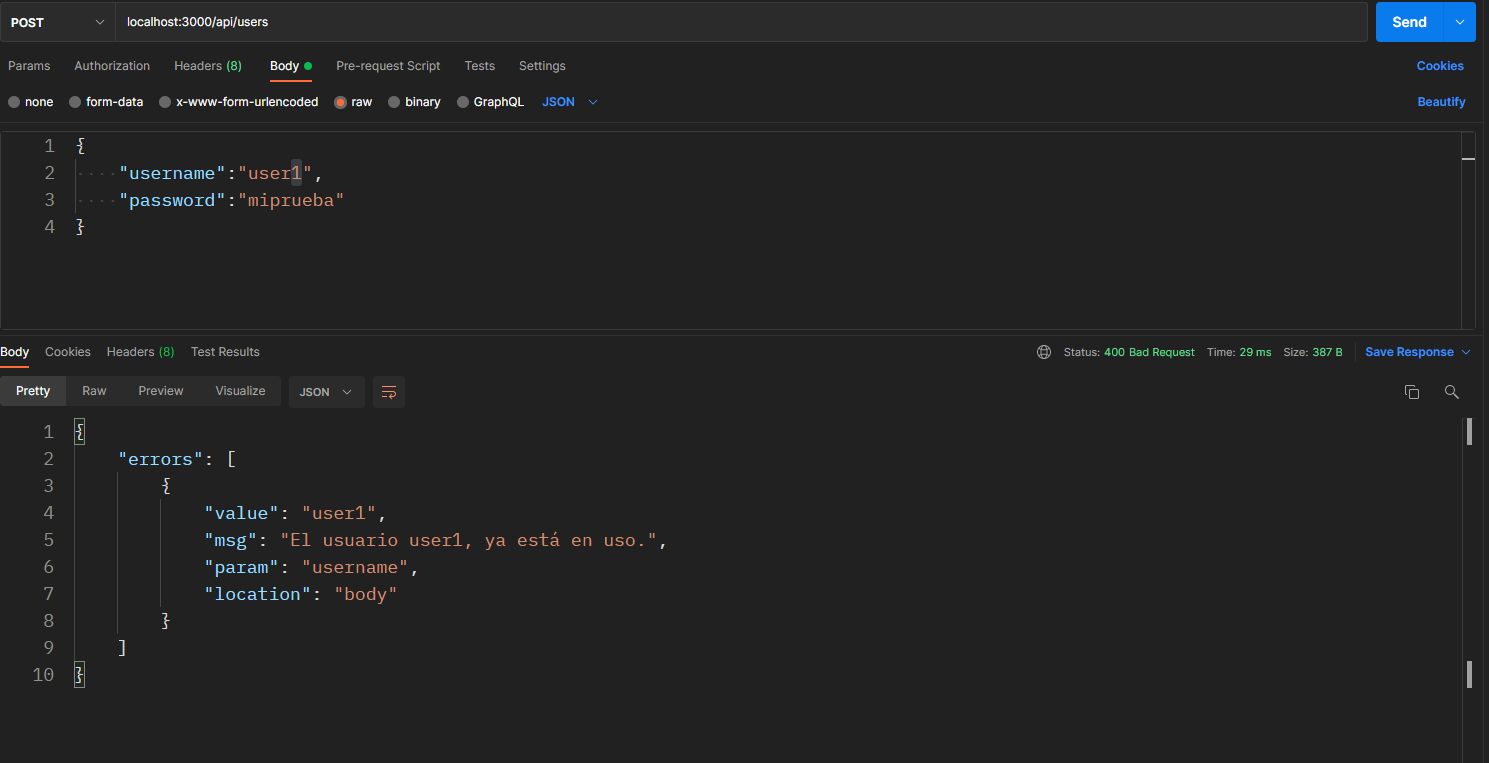 POST localhost:3000/api/users Send
Params Authorization Headers (8) Body Pre-request Script Tests Settings Cookies
none form-data x-www-form-urlencoded raw binary GraphQL JSON Beautify
1 {
2 "username":"user1",
3 "password":"miprueba"
4 }
Body Cookies Headers (8) Test Results Status: 400 Bad Request Time: 29 ms Size: 387 B Save Response
Pretty Raw Preview Visualize JSON
1 {
2 "errors": [
3 {
4 "value": "user1",
5 "msg": "El usuario user1, ya está en uso.",
6 "param": "username",
7 "location": "body"
8 }
9 ]
10 }